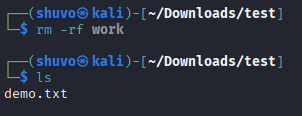 ┌──(shuvo㉿kali)-[~/Downloads/test]
└─$ rm -rf work
┌──(shuvo㉿kali)-[~/Downloads/test]
└─$ ls
demo.txt